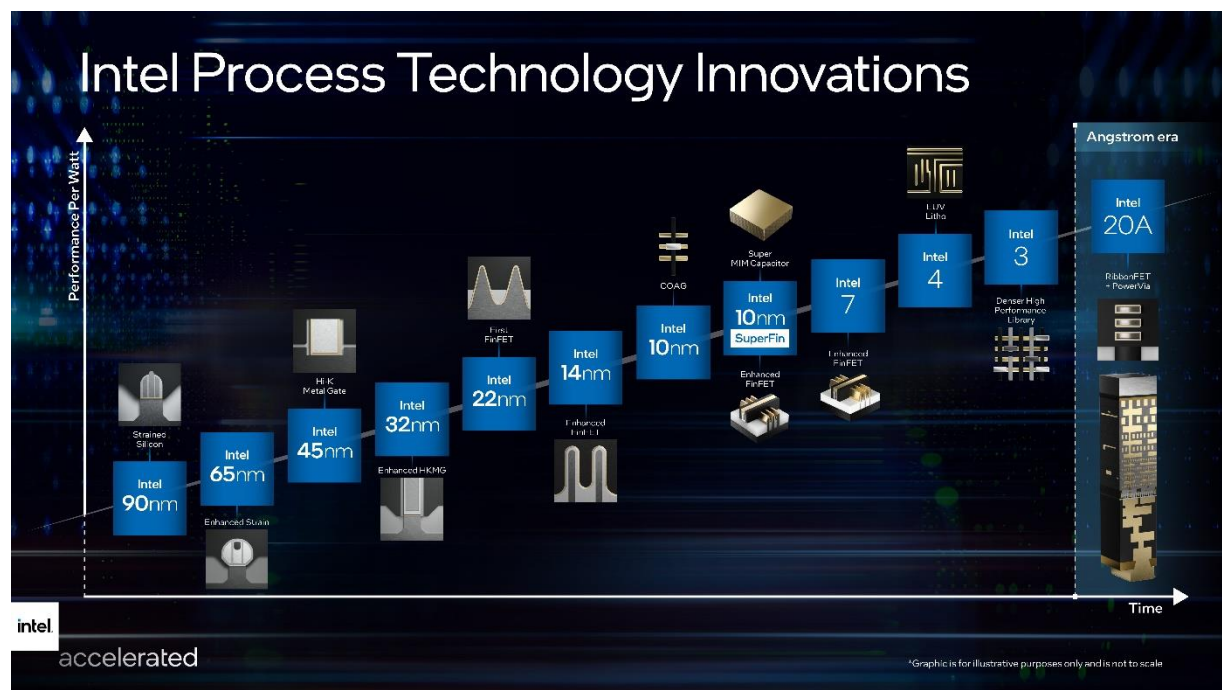 Intel Process Technology Innovations
Performance Per Watt
Angstrom era
Strained
Silicon
Intel
90nm
Intel
65nm
Enhanced Strain
Hi-K
Metal Gate
Intel
45nm
Intel
32nm
Enhanced HKMG
First
FinFET
Intel
22nm
Intel
14nm
Enhanced
FinFET
COAG
Intel
10nm
Super
MIM Capacitor
Intel
10nm
SuperFin
Enhanced
FinFET
Intel
7
Enhanced
FinFET
EUV
Litho
Intel
4
Intel
3
Denser High
Performance
Library
Intel
20A
RibbonFET
+ PowerVia
Time
intel.
accelerated
*Graphic is for illustrative purposes only and is not to scale